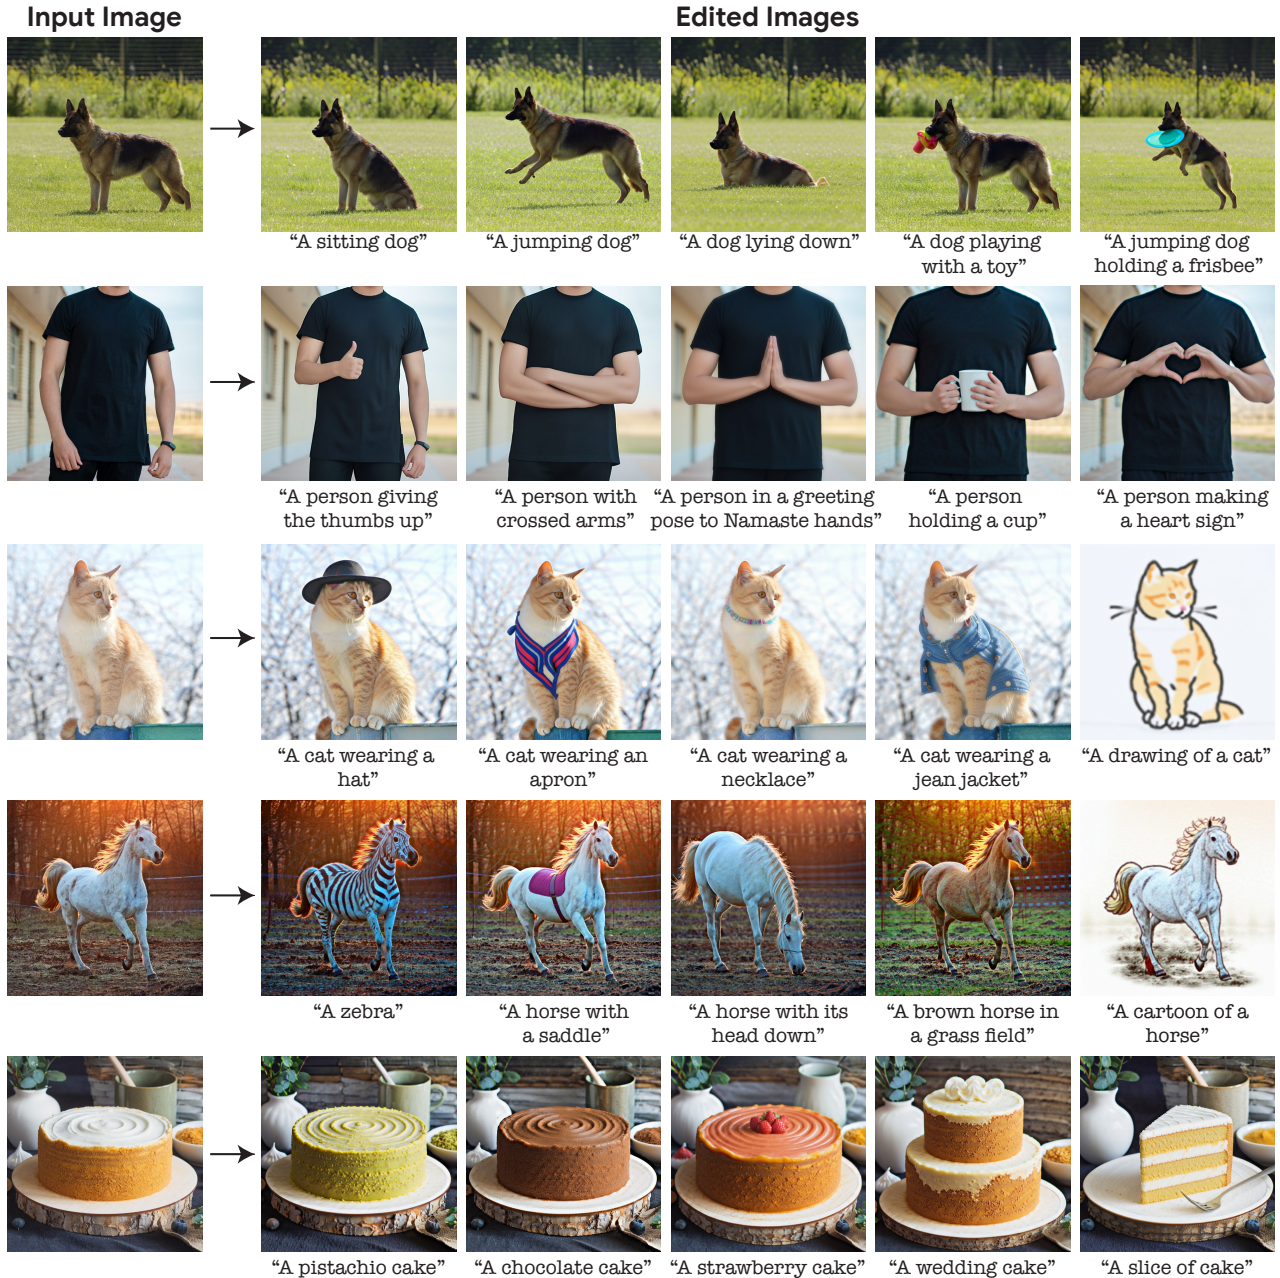 Input Image
Edited Images
“A sitting dog”
“A jumping dog”
“A dog lying down”
“A dog playing
with a toy”
“A jumping dog
holding a frisbee”
“A person giving
the thumbs up”
“A person with
crossed arms”
“A person in a greeting
pose to Namaste hands”
“A person
holding a cup”
“A person making
a heart sign”
“A cat wearing a
hat”
“A cat wearing an
apron”
“A cat wearing a
necklace”
“A cat wearing a
jean jacket”
“A drawing of a cat”
“A zebra”
“A horse with
a saddle”
“A horse with its
head down”
“A brown horse in
a grass field”
“A cartoon of a
horse”
“A pistachio cake”
“A chocolate cake”
“A strawberry cake”
“A wedding cake”
“A slice of cake”